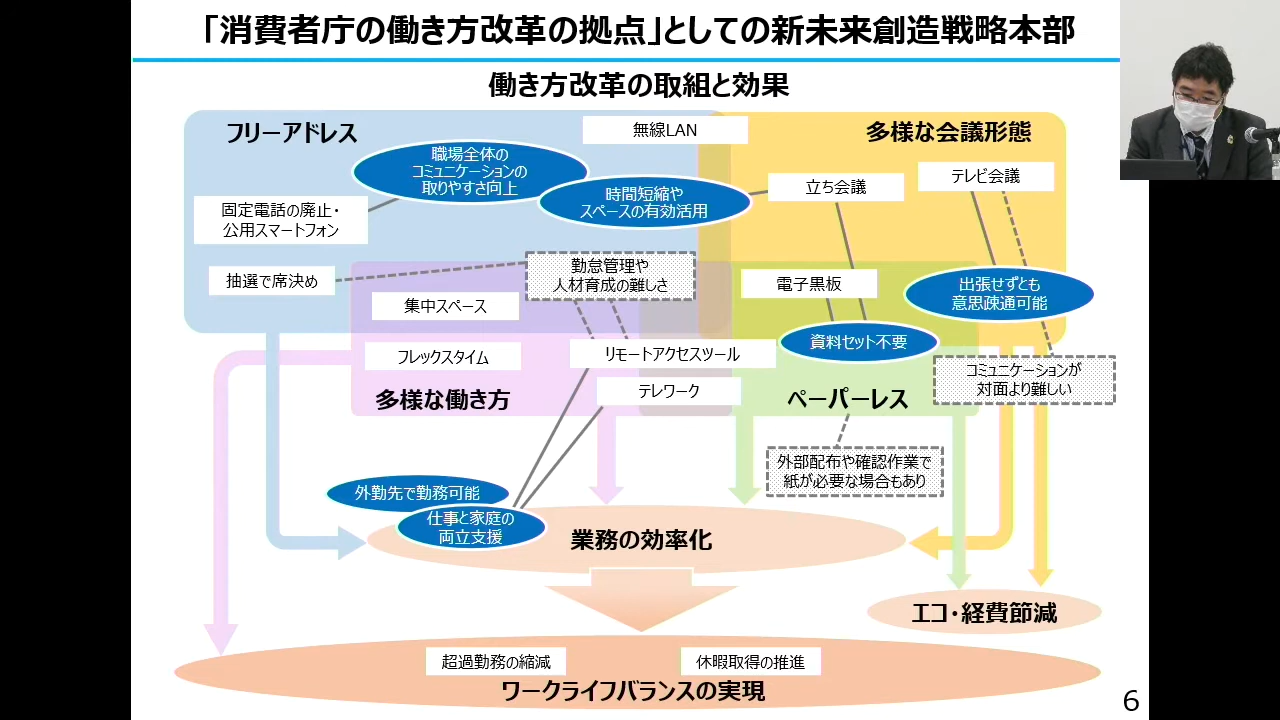 「消費者庁の働き方改革の拠点」としての新未来創造戦略本部
働き方改革の取組と効果
フリーアドレス
無線LAN
多様な会議形態
職場全体の
コミュニケーションの
取りやすさ向上
時間短縮や
スペースの有効活用
立ち会議
テレビ会議
固定電話の廃止・
公用スマートフォン
抽選で席決め
勤怠管理や
人材育成の難しさ
電子黒板
出張せずとも
意思疎通可能
集中スペース
資料セット不要
フレックスタイム
リモートアクセスツール
コミュニケーションが
対面より難しい
テレワーク
多様な働き方
ペーパーレス
外部配布や確認作業で
紙が必要な場合もあり
外勤先で勤務可能
仕事と家庭の
両立支援
業務の効率化
エコ・経費節減
超過勤務の縮減
休暇取得の推進
ワークライフバランスの実現
6